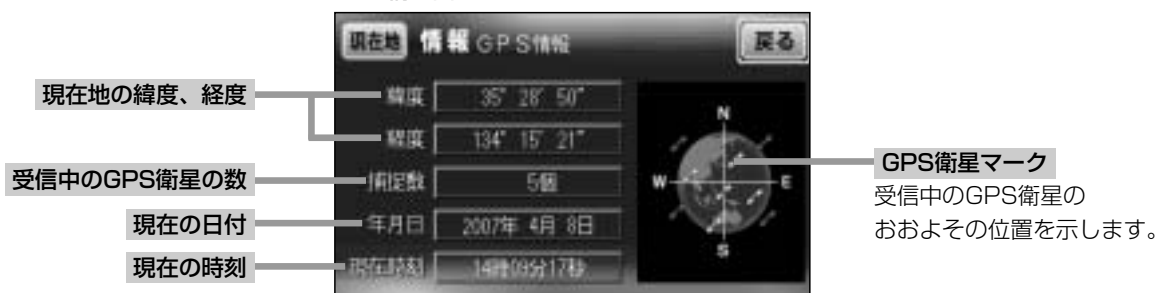 現在地 情報 GPS情報 戻る
現在地の緯度、経度
緯度 35° 28′ 50″
経度 134° 15′ 21″
受信中のGPS衛星の数
捕捉数 5個
現在の日付
年月日 2007年 4月 8日
現在の時刻
現在時刻 14時09分17秒
N
W E
S
GPS衛星マーク
受信中のGPS衛星の
おおよその位置を示します。